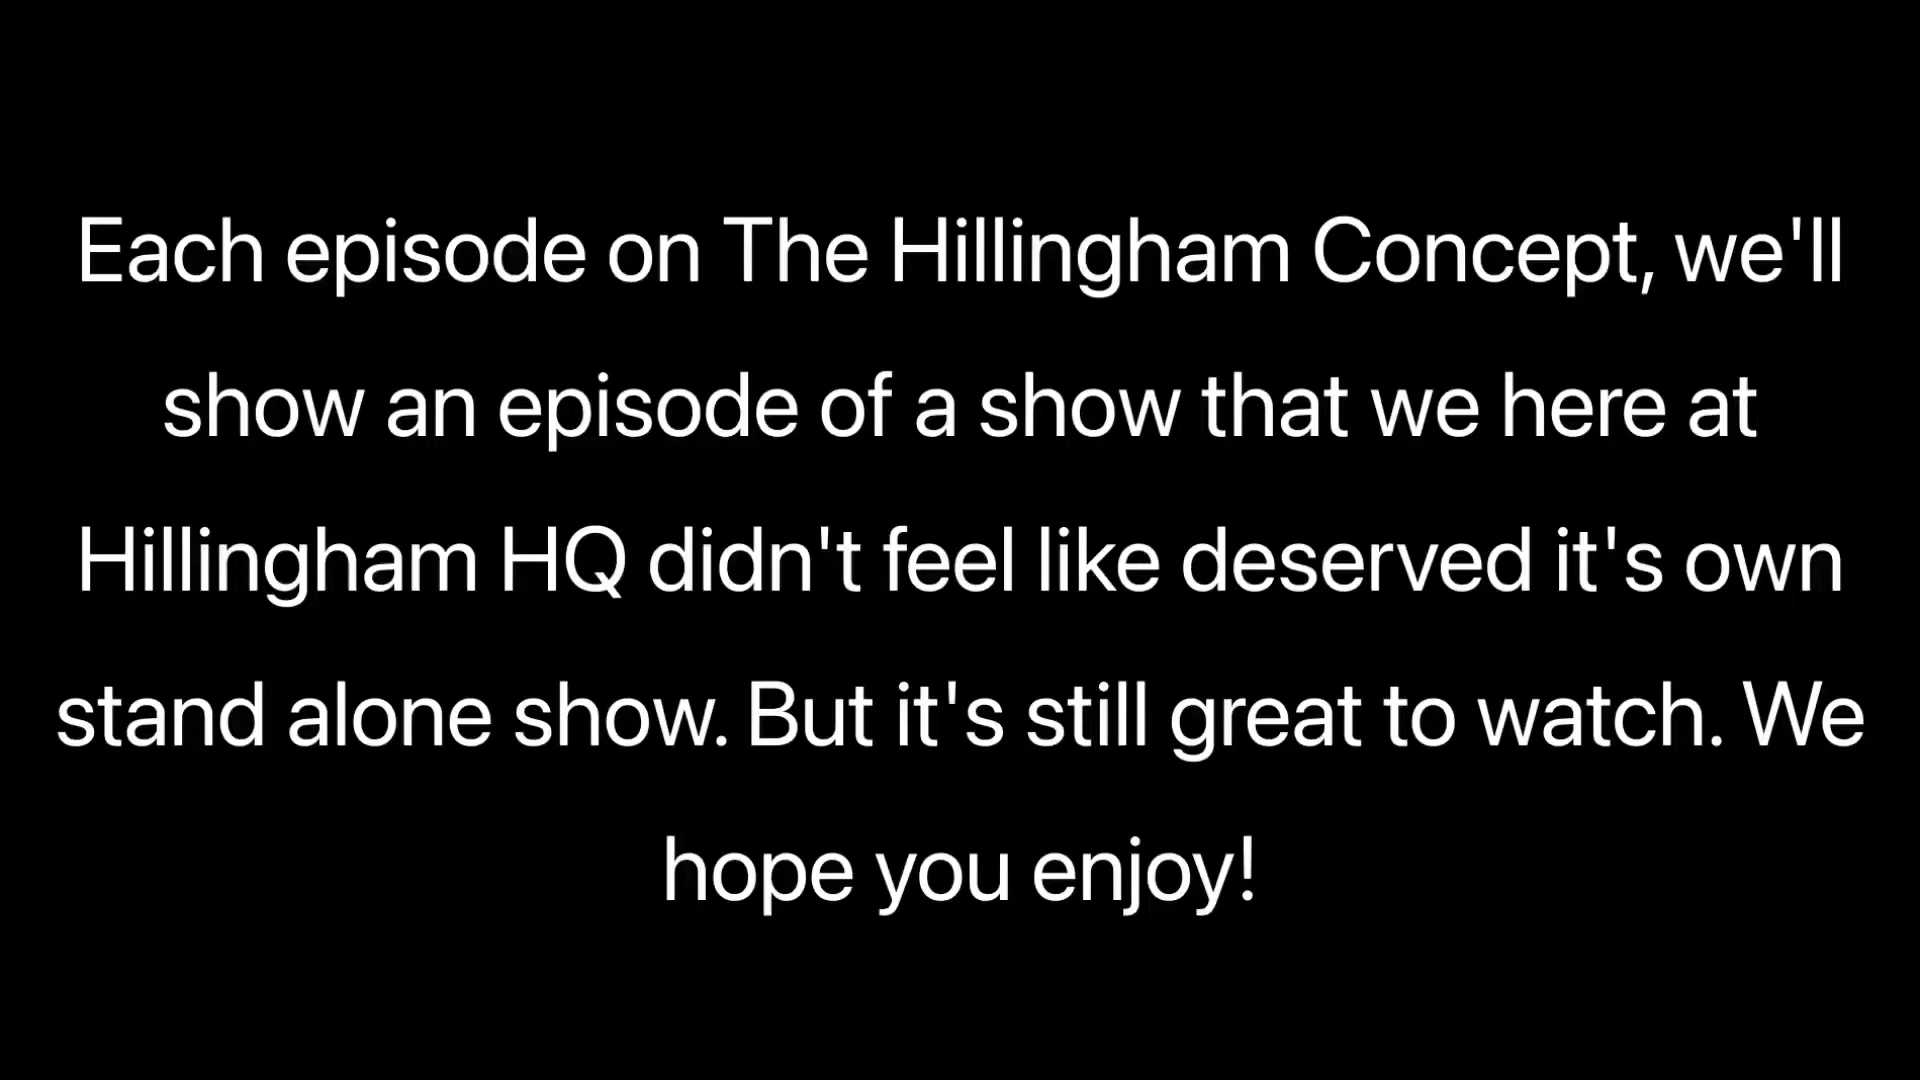 Each episode on The Hillingham Concept, we'll
show an episode of a show that we here at
Hillingham HQ didn't feel like deserved it's own
stand alone show. But it's still great to watch. We
hope you enjoy!